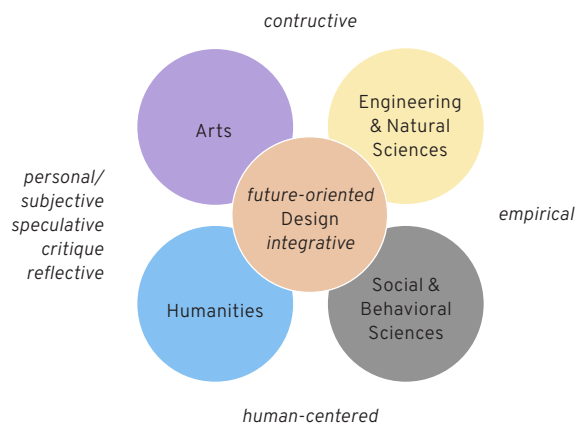 contructive
Arts
Engineering
& Natural
Sciences
personal/
subjective
speculative
critique
reflective
future-oriented
Design
integrative
empirical
Humanities
Social &
Behavioral
Sciences
human-centered